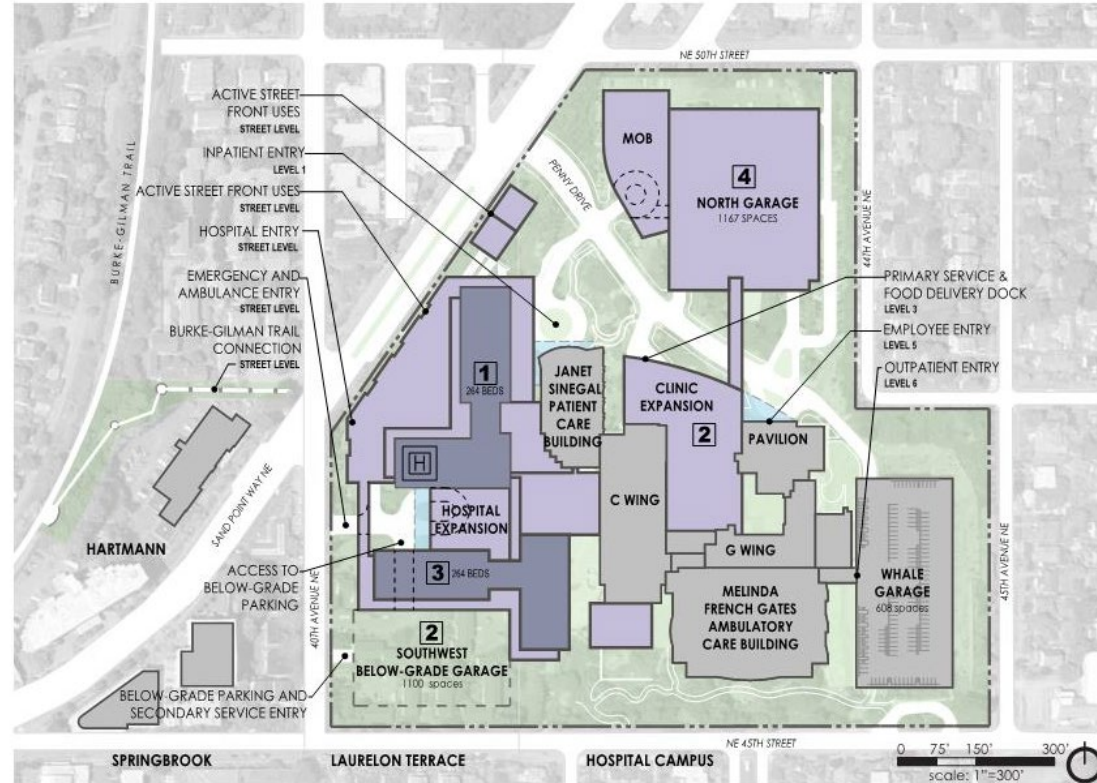 NE 50TH STREET
ACTIVE STREET
FRONT USES
STREET LEVEL
INPATIENT ENTRY
LEVEL 1
ACTIVE STREET FRONT USES
STREET LEVEL
HOSPITAL ENTRY
STREET LEVEL
EMERGENCY AND
AMBULANCE ENTRY
STREET LEVEL
BURKE-GILMAN TRAIL
CONNECTION
STREET LEVEL
BURKE-GILMAN TRAIL
MOB
PENNY DRIVE
4
NORTH GARAGE
1167 SPACES
44TH AVENUE NE
PRIMARY SERVICE &
FOOD DELIVERY DOCK
LEVEL 3
EMPLOYEE ENTRY
LEVEL 5
OUTPATIENT ENTRY
LEVEL 6
1
264 BEDS
JANET
SINEGAL
PATIENT
CARE
BUILDING
CLINIC
EXPANSION
2
PAVILION
H
HOSPITAL
EXPANSION
C WING
G WING
HARTMANN
SAND POINT WAY NE
ACCESS TO
BELOW-GRADE
PARKING
40TH AVENUE NE
3
264 BEDS
MELINDA
FRENCH GATES
AMBULATORY
CARE BUILDING
WHALE
GARAGE
608 spaces
45TH AVENUE NE
2
SOUTHWEST
BELOW-GRADE GARAGE
1100 spaces
BELOW-GRADE PARKING AND
SECONDARY SERVICE ENTRY
NE 45TH STREET
SPRINGBROOK
LAURELON TERRACE
HOSPITAL CAMPUS
0 75' 150' 300'
scale: 1"=300'